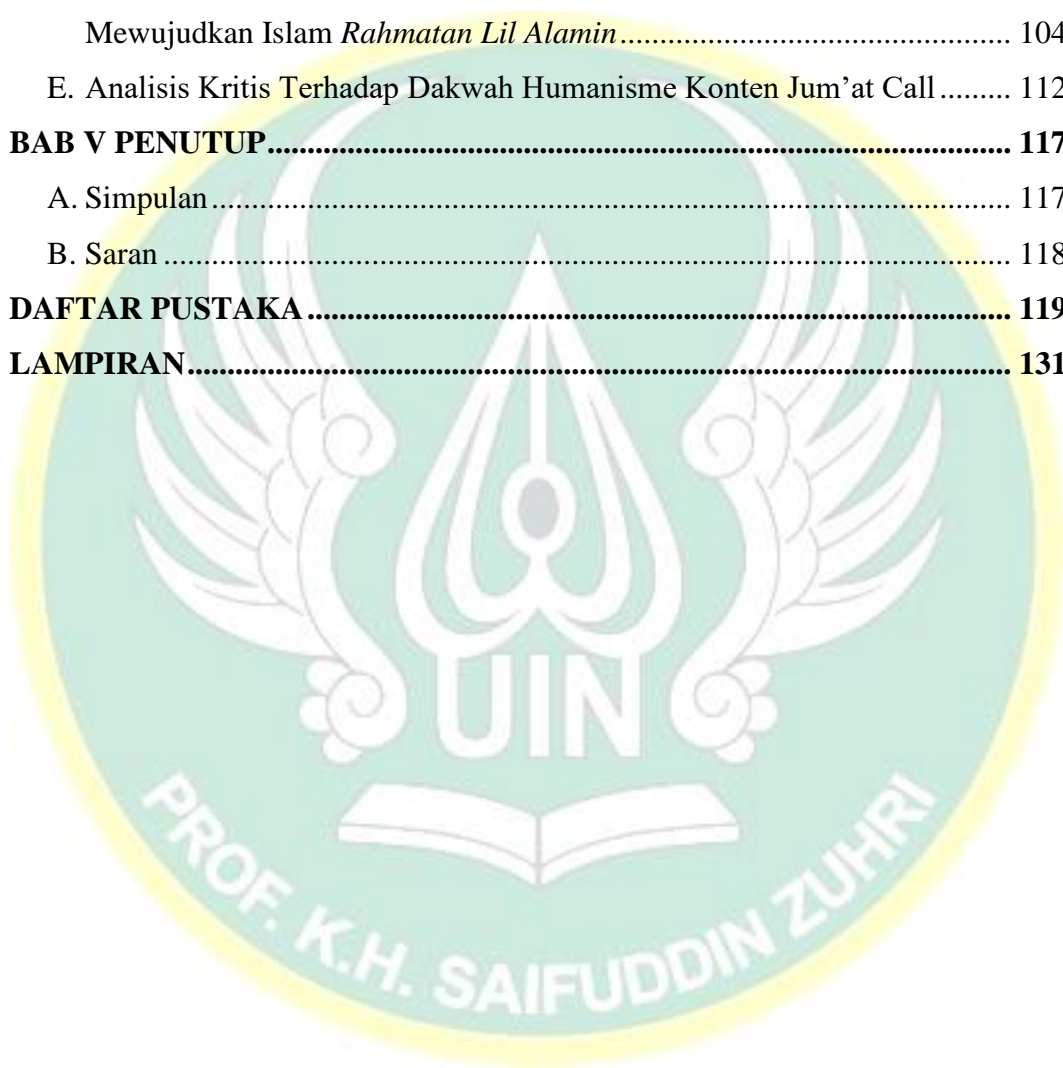 Mewujudkan Islam Rahmatan Lil Alamin.................................... 104
E. Analisis Kritis Terhadap Dakwah Humanisme Konten Jum’at Call......... 112
BAB V PENUTUP.................................................................... 117
A. Simpulan........................................................................... 117
B. Saran................................................................................. 118
DAFTAR PUSTAKA................................................................ 119
LAMPIRAN............................................................................ 131
UIN
PROF. K.H. SAIFUDDIN ZUHRI